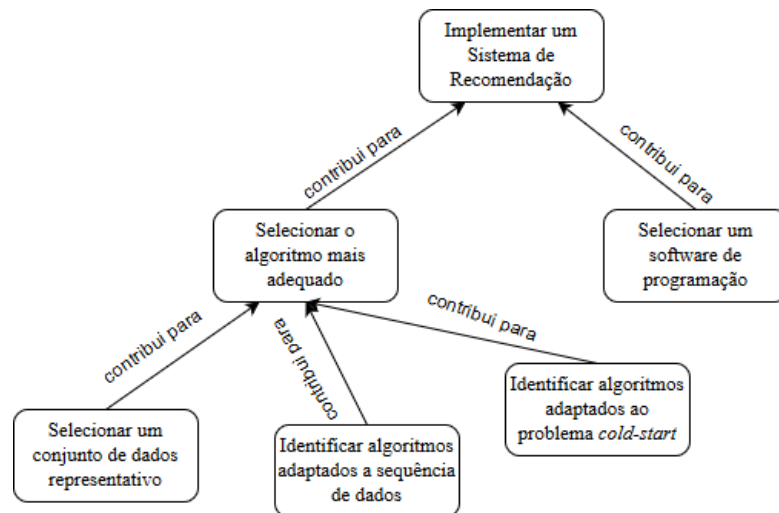 Implementar um
Sistema de
Recomendação
contribui para
contribui para
Selecionar o
algoritmo mais
adequado
Selecionar um
software de
programação
contribui para
contribui para
contribui para
Selecionar um
conjunto de dados
representativo
Identificar algoritmos
adaptados a sequência
de dados
Identificar algoritmos
adaptados ao
problema cold-start